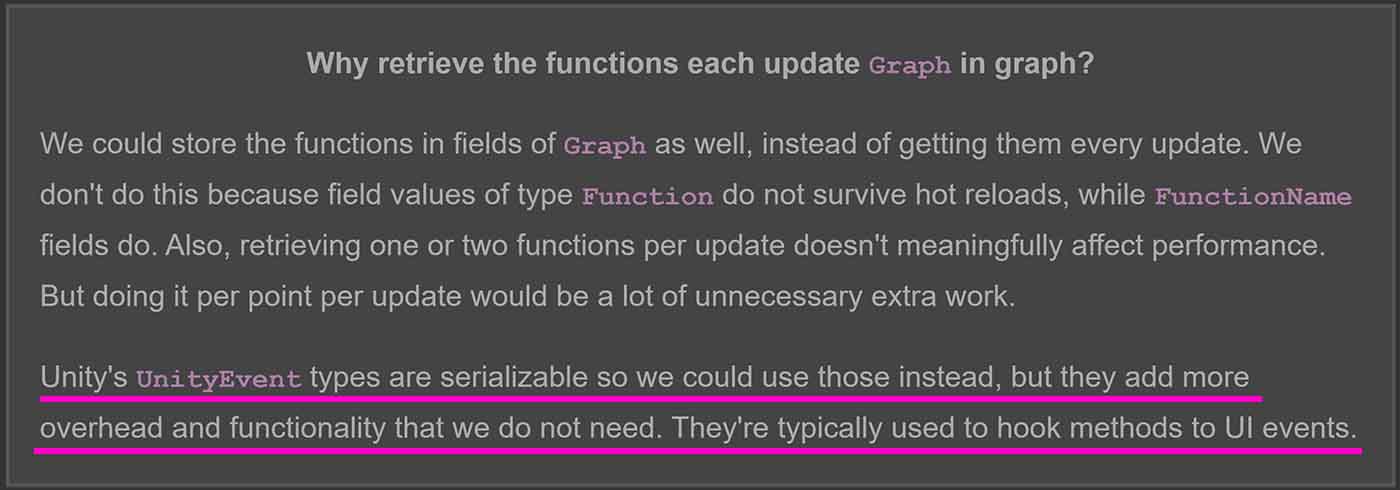 Why retrieve the functions each update Graph in graph?
We could store the functions in fields of Graph as well, instead of getting them every update. We
don't do this because field values of type Function do not survive hot reloads, while FunctionName
fields do. Also, retrieving one or two functions per update doesn't meaningfully affect performance.
But doing it per point per update would be a lot of unnecessary extra work.
Unity's UnityEvent types are serializable so we could use those instead, but they add more
overhead and functionality that we do not need. They're typically used to hook methods to UI events.